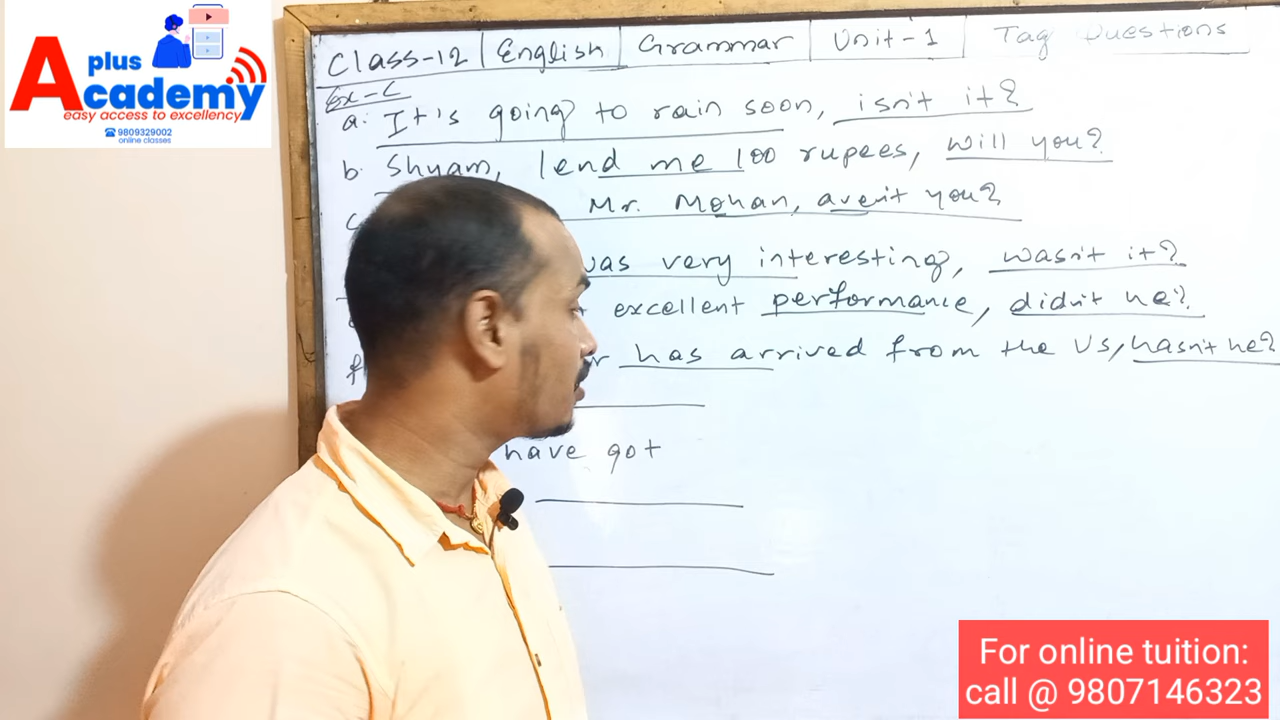 A plus Academy
easy access to excellency
9809329002
online classes
Class-12 | English | Grammar | Unit-1 | Tag Questions
Ex-C
a. It's going to rain soon, isn't it?
b. Shyam, lend me 100 rupees, will you?
c Mr. Mohan, aren't you?
was very interesting, wasn't it?
excellent performance, didn't he?
f has arrived from the US, hasn't he?
have got
For online tuition:
call @ 9807146323